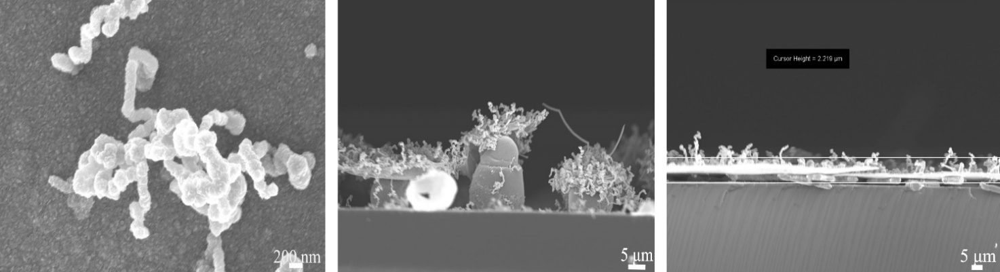 200 nm
5 μm
Cursor Height = 2.219 μm
5 μm